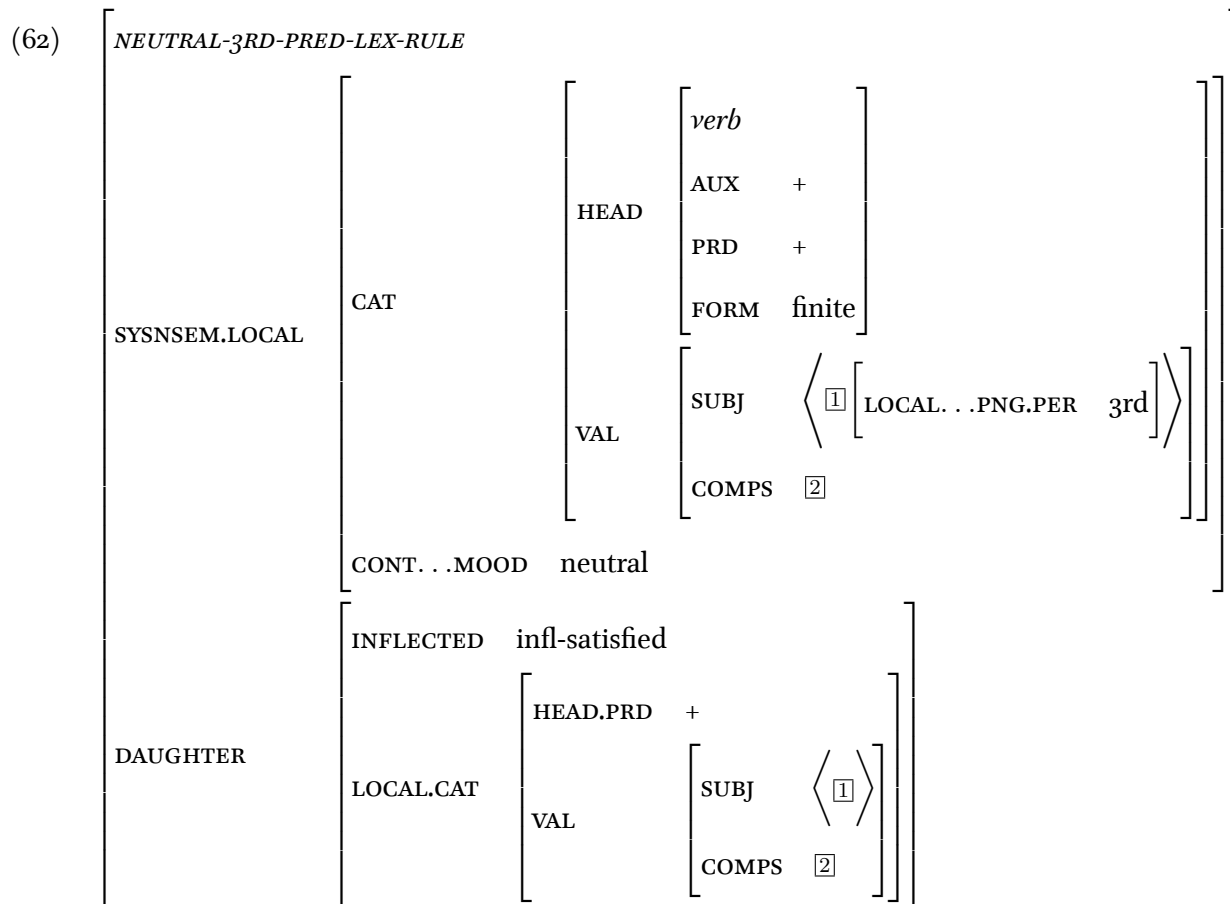 (62) NEUTRAL-3RD-PRED-LEX-RULE
verb
AUX +
HEAD
PRD +
CAT
FORM finite
SYSNSEM.LOCAL
SUBJ 1 LOCAL...PNG.PER 3rd
VAL
COMPS 2
CONT...MOOD neutral
INFLECTED infl-satisfied
HEAD.PRD +
DAUGHTER
LOCAL.CAT SUBJ 1
VAL
COMPS 2